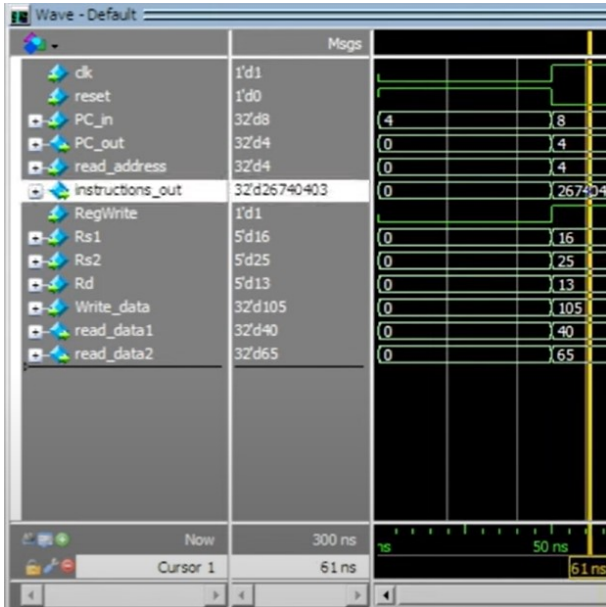 Wave - Default
Msgs
clk 1'd1
reset 1'd0
PC_in 32'd8 4 8
PC_out 32'd4 0 4
read_address 32'd4 0 4
instructions_out 32'd26740403 0 267404
RegWrite 1'd1
Rs1 5'd16 0 16
Rs2 5'd25 0 25
Rd 5'd13 0 13
Write_data 32'd105 0 105
read_data1 32'd40 0 40
read_data2 32'd65 0 65
Now 300 ns ns 50 ns
Cursor 1 61 ns 61 ns